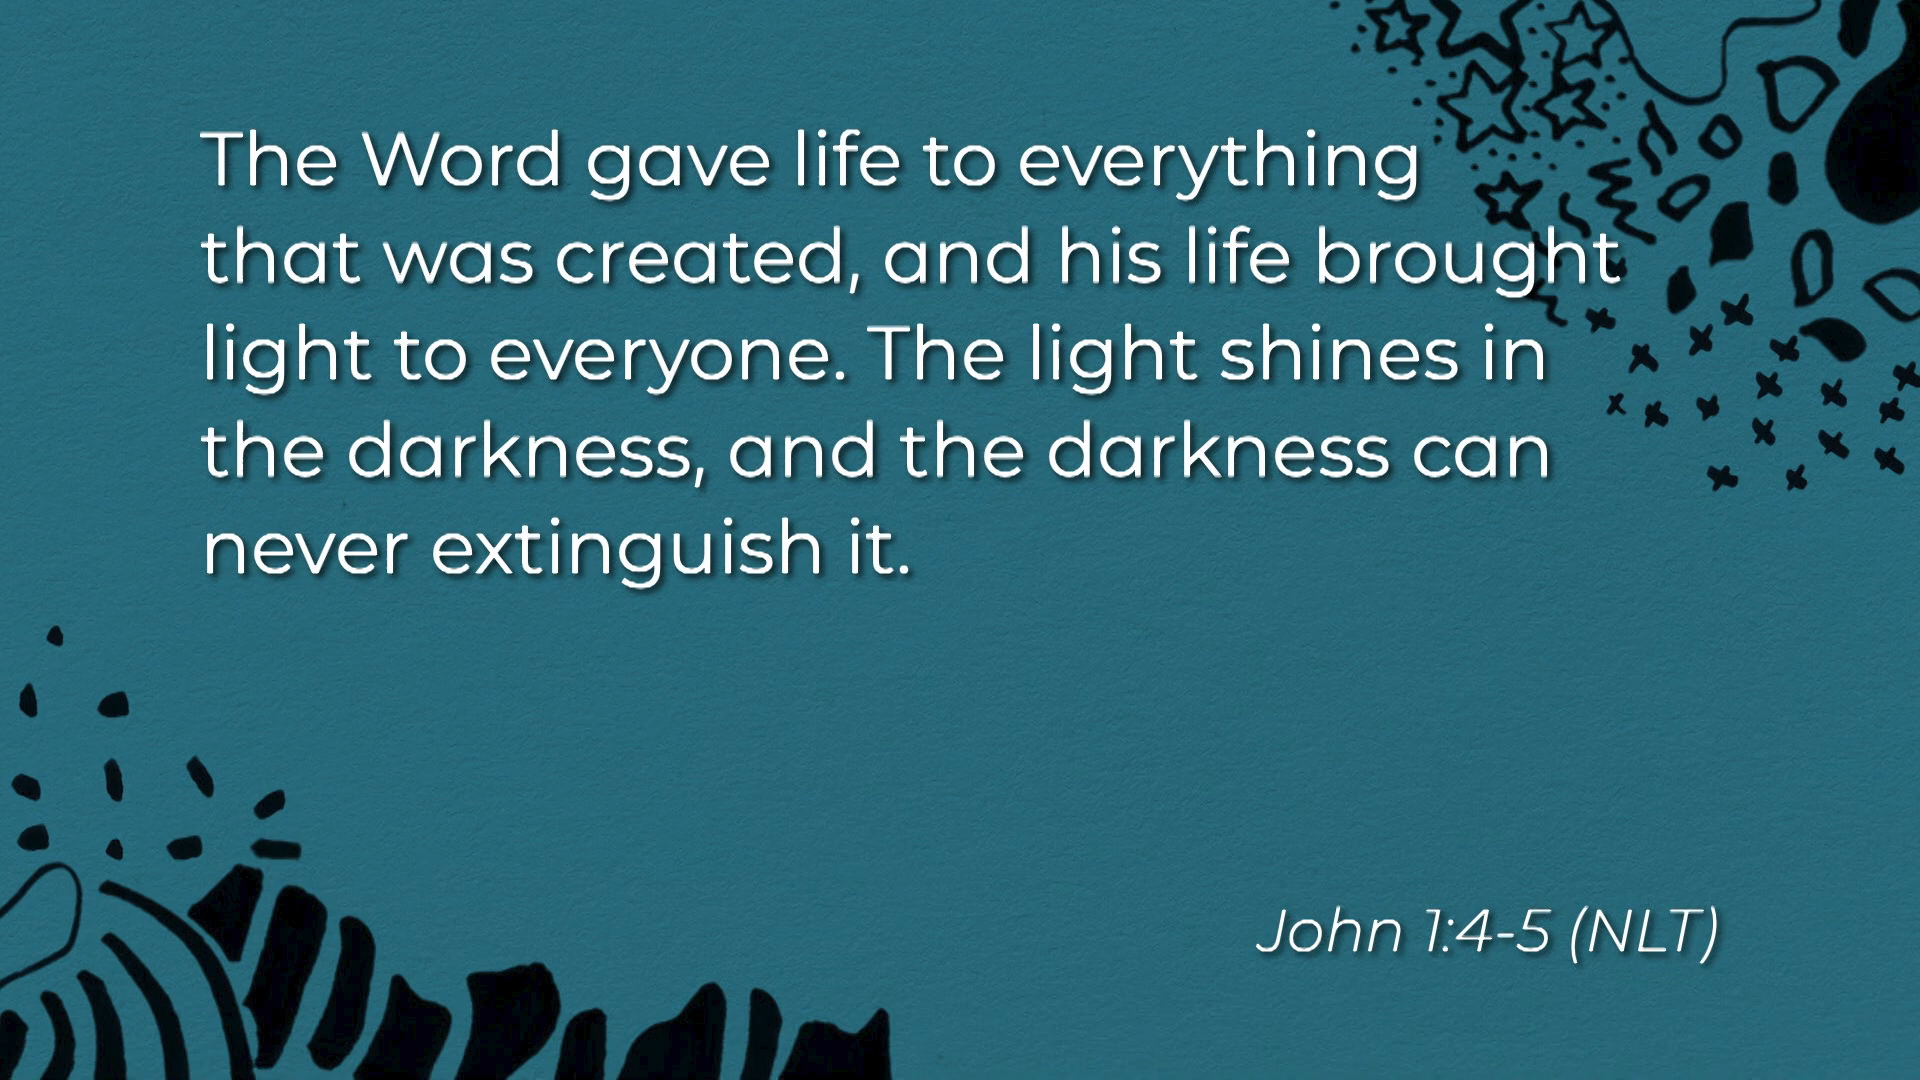 The Word gave life to everything
that was created, and his life brought
light to everyone. The light shines in
the darkness, and the darkness can
never extinguish it.
John 1:4-5 (NLT)